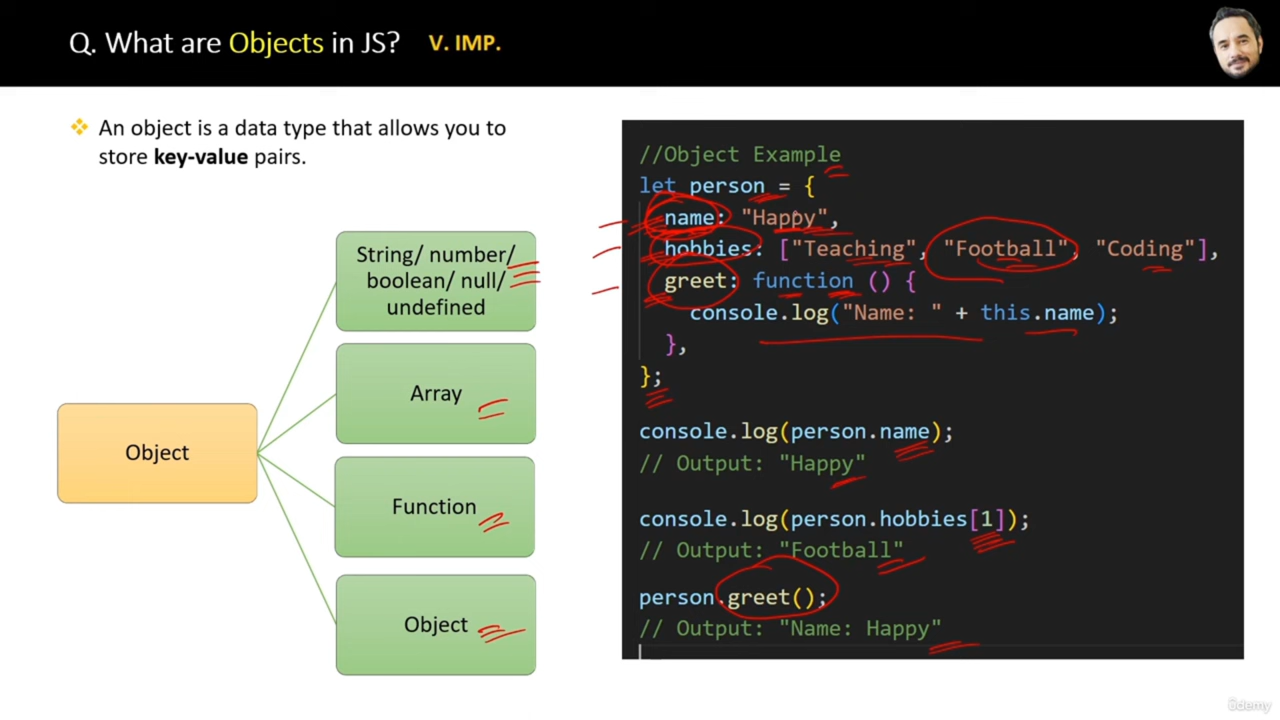 Q. What are Objects in JS? V. IMP.
An object is a data type that allows you to
store key-value pairs.
Object
String/ number/
boolean/ null/
undefined
Array
Function
Object
//Object Example
let person = {
name: "Happy",
hobbies: ["Teaching", "Football", "Coding"],
greet: function () {
console.log("Name: " + this.name);
},
};
console.log(person.name);
// Output: "Happy"
console.log(person.hobbies[1]);
// Output: "Football"
person.greet();
// Output: "Name: Happy"
ûdemy